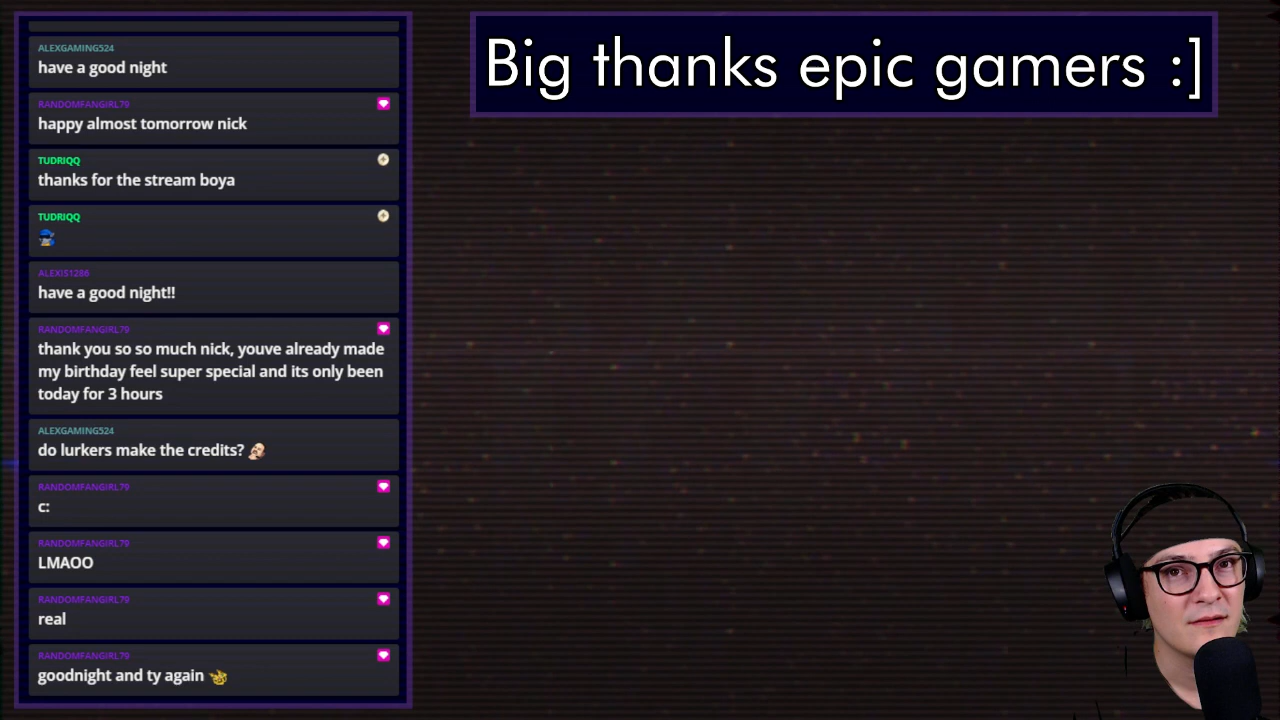 ALEXGAMING524
have a good night
RANDOMFANGIRL79
happy almost tomorrow nick
TUDRIQQ
thanks for the stream boya
TUDRIQQ
ALEXIS1286
have a good night!!
RANDOMFANGIRL79
thank you so so much nick, youve already made
my birthday feel super special and its only been
today for 3 hours
ALEXGAMING524
do lurkers make the credits?
RANDOMFANGIRL79
c:
RANDOMFANGIRL79
LMAOO
RANDOMFANGIRL79
real
RANDOMFANGIRL79
goodnight and ty again
Big thanks epic gamers :]